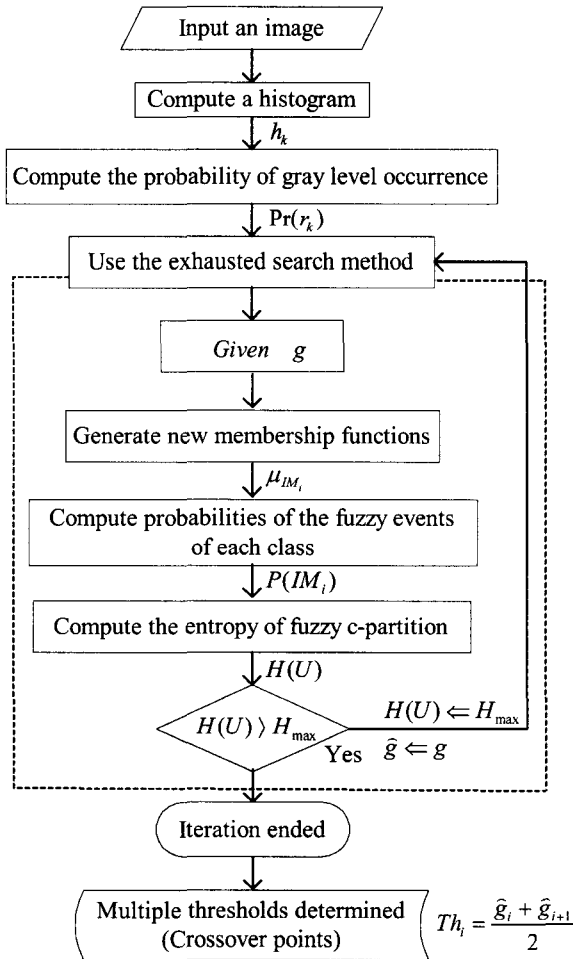 Input an image
Compute a histogram
h_k
Compute the probability of gray level occurrence
Pr(r_k)
Use the exhausted search method
Given g
Generate new membership functions
μ_{IM_i}
Compute probabilities of the fuzzy events
of each class
P(IM_i)
Compute the entropy of fuzzy c-partition
H(U)
H(U) ⟩ H_max
H(U) ⇐ H_max
Yes ĝ ⇐ g
Iteration ended
Multiple thresholds determined
(Crossover points)
Th_i = (ĝ_i + ĝ_{i+1}) / 2